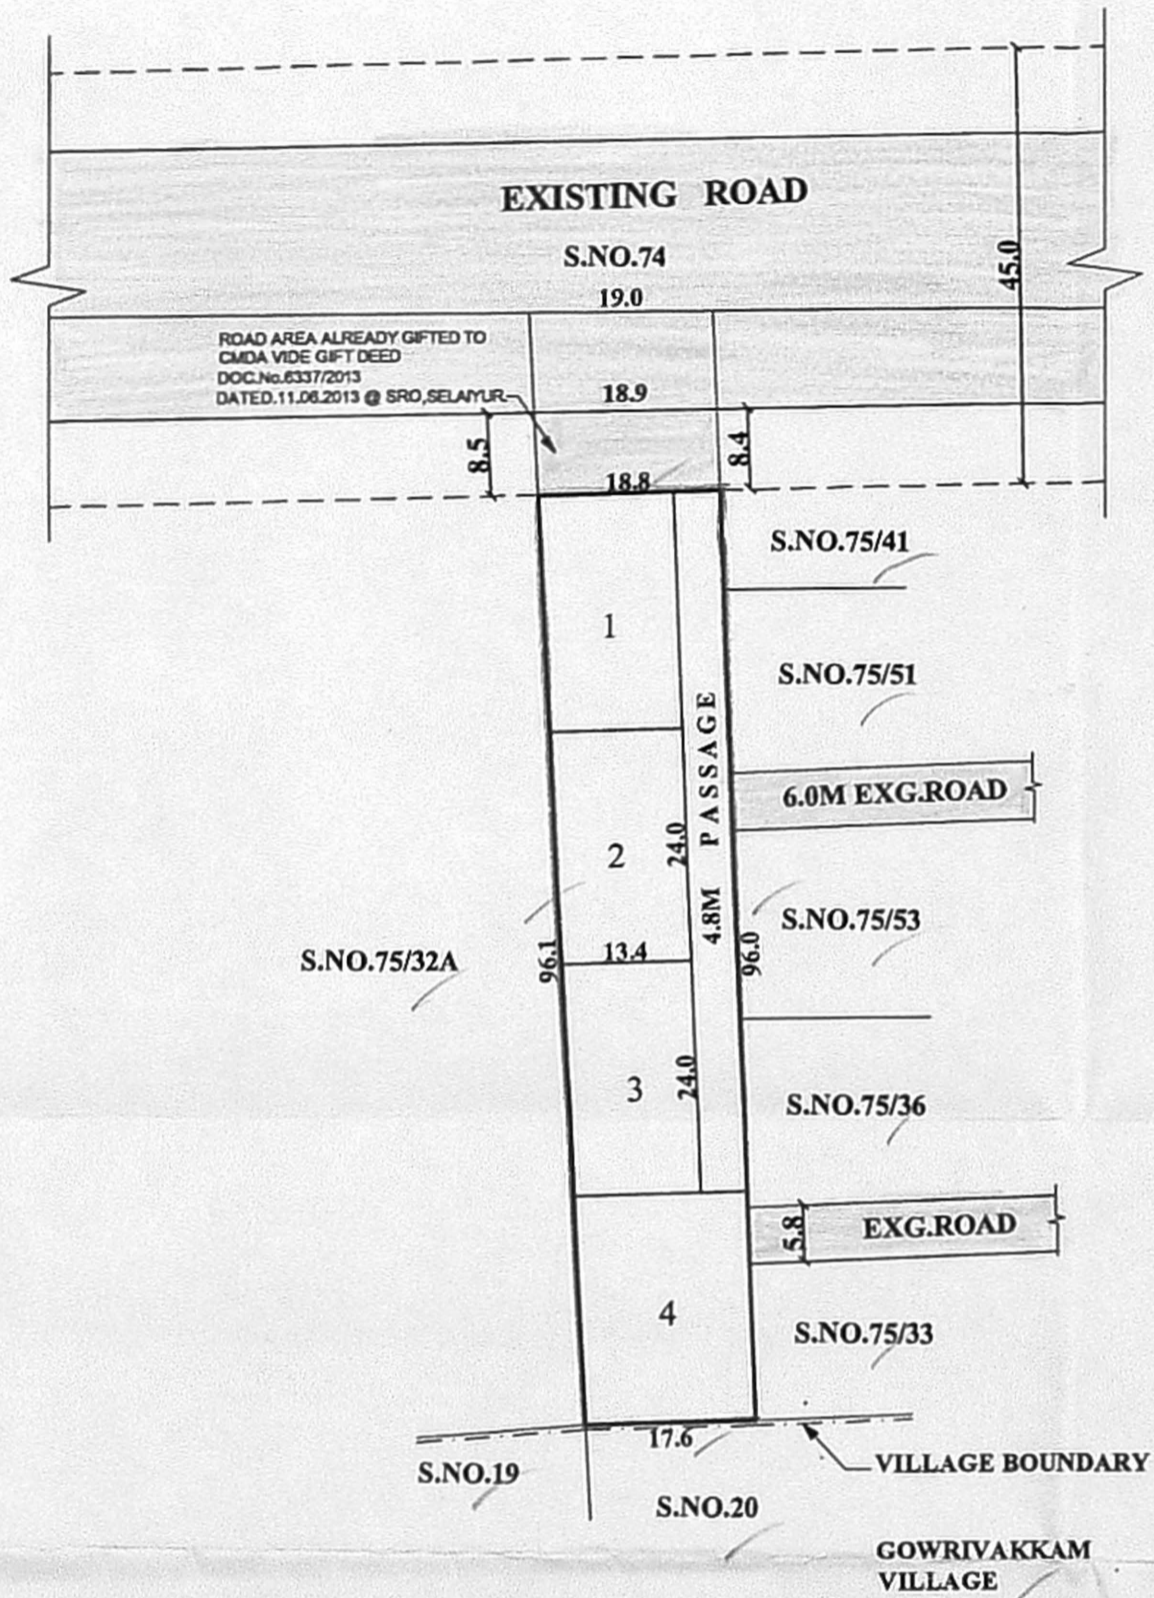 EXISTING ROAD
S.NO.74
45.0
19.0
ROAD AREA ALREADY GIFTED TO
CMDA VIDE GIFT DEED
DOC.No.6337/2013
DATED.11.06.2013 @ SRO,SELAIYUR
18.9
8.5
8.4
18.8
S.NO.75/41
1
S.NO.75/51
4.8M PASSAGE
6.0M EXG.ROAD
2
24.0
S.NO.75/53
S.NO.75/32A
96.1
13.4
96.0
3
24.0
S.NO.75/36
5.8
EXG.ROAD
4
S.NO.75/33
17.6
VILLAGE BOUNDARY
S.NO.19
S.NO.20
GOWRIVAKKAM
VILLAGE